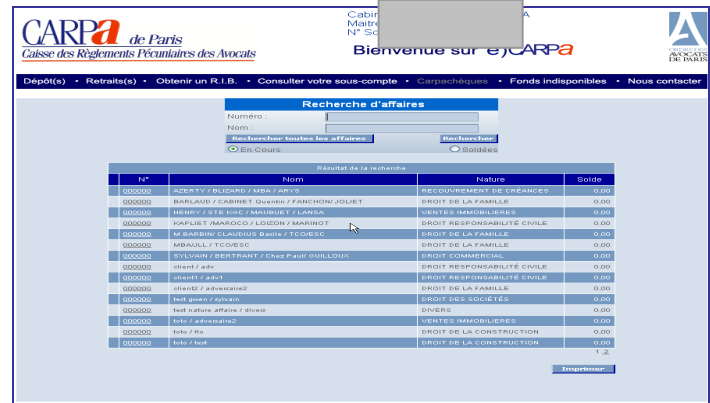 CARPA de Paris
Caisse des Règlements Pécuniaires des Avocats
Cabin A
Maitre
N° So
Bienvenue sur e)CARPA
A
ORDRE DES
AVOCATS
DE PARIS
Dépôt(s) • Retraits(s) • Obtenir un R.I.B. • Consulter votre sous-compte • Carpachèques • Fonds indisponibles • Nous contacter
Recherche d'affaires
Numéro :
Nom :
Rechercher toutes les affaires Rechercher
En Cours Soldées
Résultat de la recherche
N° Nom Nature Solde
000000 AZERTY / BLIZARD / MBA / ARYS RECOUVREMENT DE CRÉANCES 0,00
000000 BARLAUD / CABINET Quentin / FANCHON/ JOLIET DROIT DE LA FAMILLE 0,00
000000 HENRY / STE KGC / MAUBUET / LANSA VENTES IMMOBILIERES 0,00
000000 KAPLIET /MAROCO / LOIZON / MARINOT DROIT RESPONSABILITÉ CIVILE 0,00
000000 M BARDIN/ CLAUDIUS Basile / TCO/ESC DROIT DE LA FAMILLE 0,00
000000 MBAULL / TCO/ESC DROIT DE LA FAMILLE 0,00
000000 SYLVAIN / BERTRANT / Chez Paul/ GUILLOUX DROIT COMMERCIAL 0,00
000000 client / adv DROIT RESPONSABILITÉ CIVILE 0,00
000000 client1 / adv1 DROIT RESPONSABILITÉ CIVILE 0,00
000000 client2 / adversaire2 DROIT DE LA FAMILLE 0,00
000000 test gwen / sylvain DROIT DES SOCIÉTÉS 0,00
000000 test nature affaire / divers DIVERS 0,00
000000 toto / adversaire2 VENTES IMMOBILIERES 0,00
000000 toto / flo DROIT DE LA CONSTRUCTION 0,00
000000 toto / test DROIT DE LA CONSTRUCTION 0,00
1 2
Imprimer